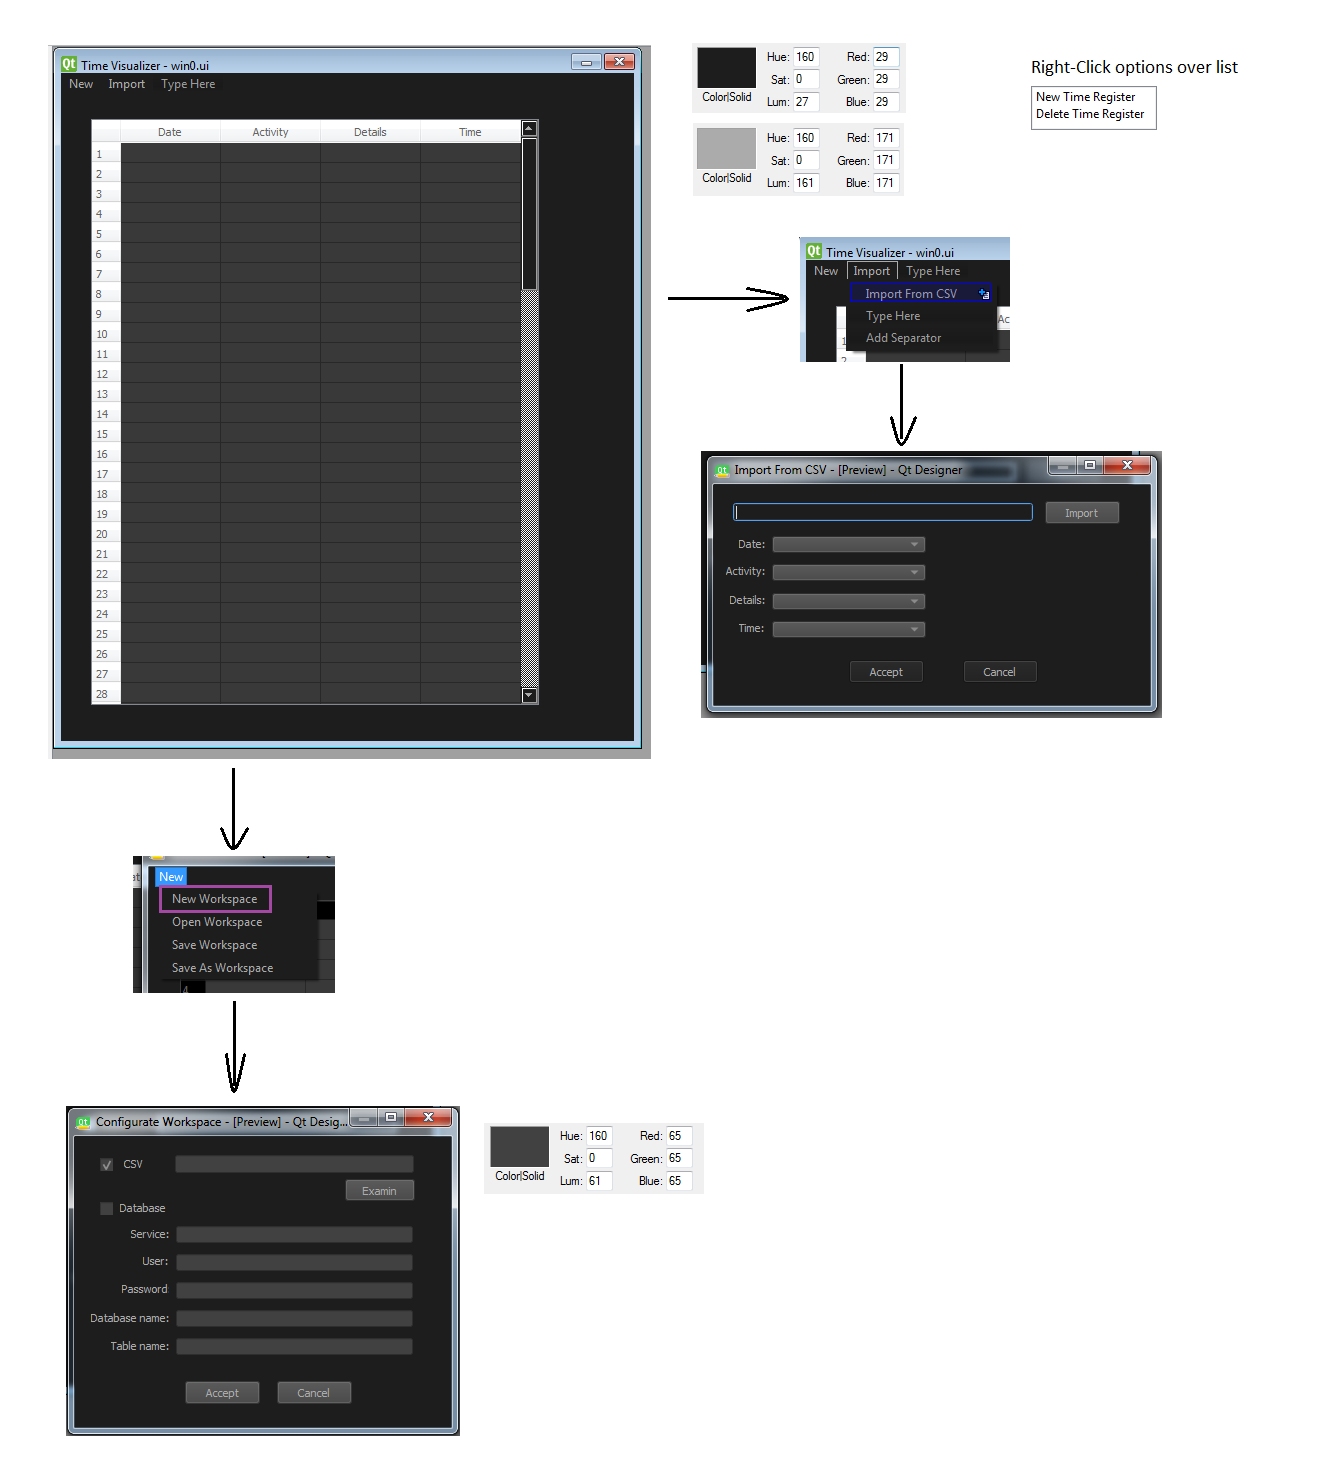 Time Visualizer - win0.ui
New Import Type Here
Date Activity Details Time
1
2
3
4
5
6
7
8
9
10
11
12
13
14
15
16
17
18
19
20
21
22
23
24
25
26
27
28
Hue: 160 Red: 29
Sat: 0 Green: 29
Color|Solid Lum: 27 Blue: 29
Hue: 160 Red: 171
Sat: 0 Green: 171
Color|Solid Lum: 161 Blue: 171
Right-Click options over list
New Time Register
Delete Time Register
Time Visualizer - win0.ui
New Import Type Here
Import From CSV
Type Here
Add Separator
Ac
1
2
Import From CSV - [Preview] - Qt Designer
Import
Date:
Activity:
Details:
Time:
Accept Cancel
New
New Workspace
Open Workspace
Save Workspace
Save As Workspace
4
Configurate Workspace - [Preview] - Qt Desig...
CSV
Examin
Database
Service:
User:
Password:
Database name:
Table name:
Accept Cancel
Hue: 160 Red: 65
Sat: 0 Green: 65
Color|Solid Lum: 61 Blue: 65